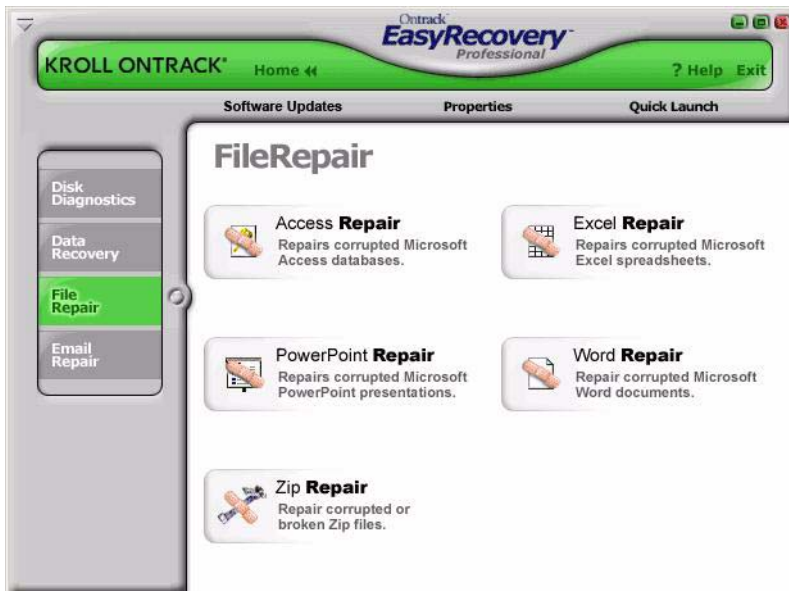 Ontrack
EasyRecovery
Professional
KROLL ONTRACK
Home
? Help Exit
Software Updates Properties Quick Launch
FileRepair
Disk
Diagnostics
Data
Recovery
File
Repair
Email
Repair
Access Repair
Repairs corrupted Microsoft
Access databases.
Excel Repair
Repairs corrupted Microsoft
Excel spreadsheets.
PowerPoint Repair
Repairs corrupted Microsoft
PowerPoint presentations.
Word Repair
Repair corrupted Microsoft
Word documents.
Zip Repair
Repair corrupted or
broken Zip files.